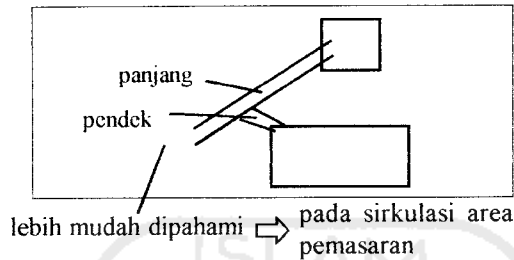 panjang
pendek
lebih mudah dipahami
pada sirkulasi area
pemasaran